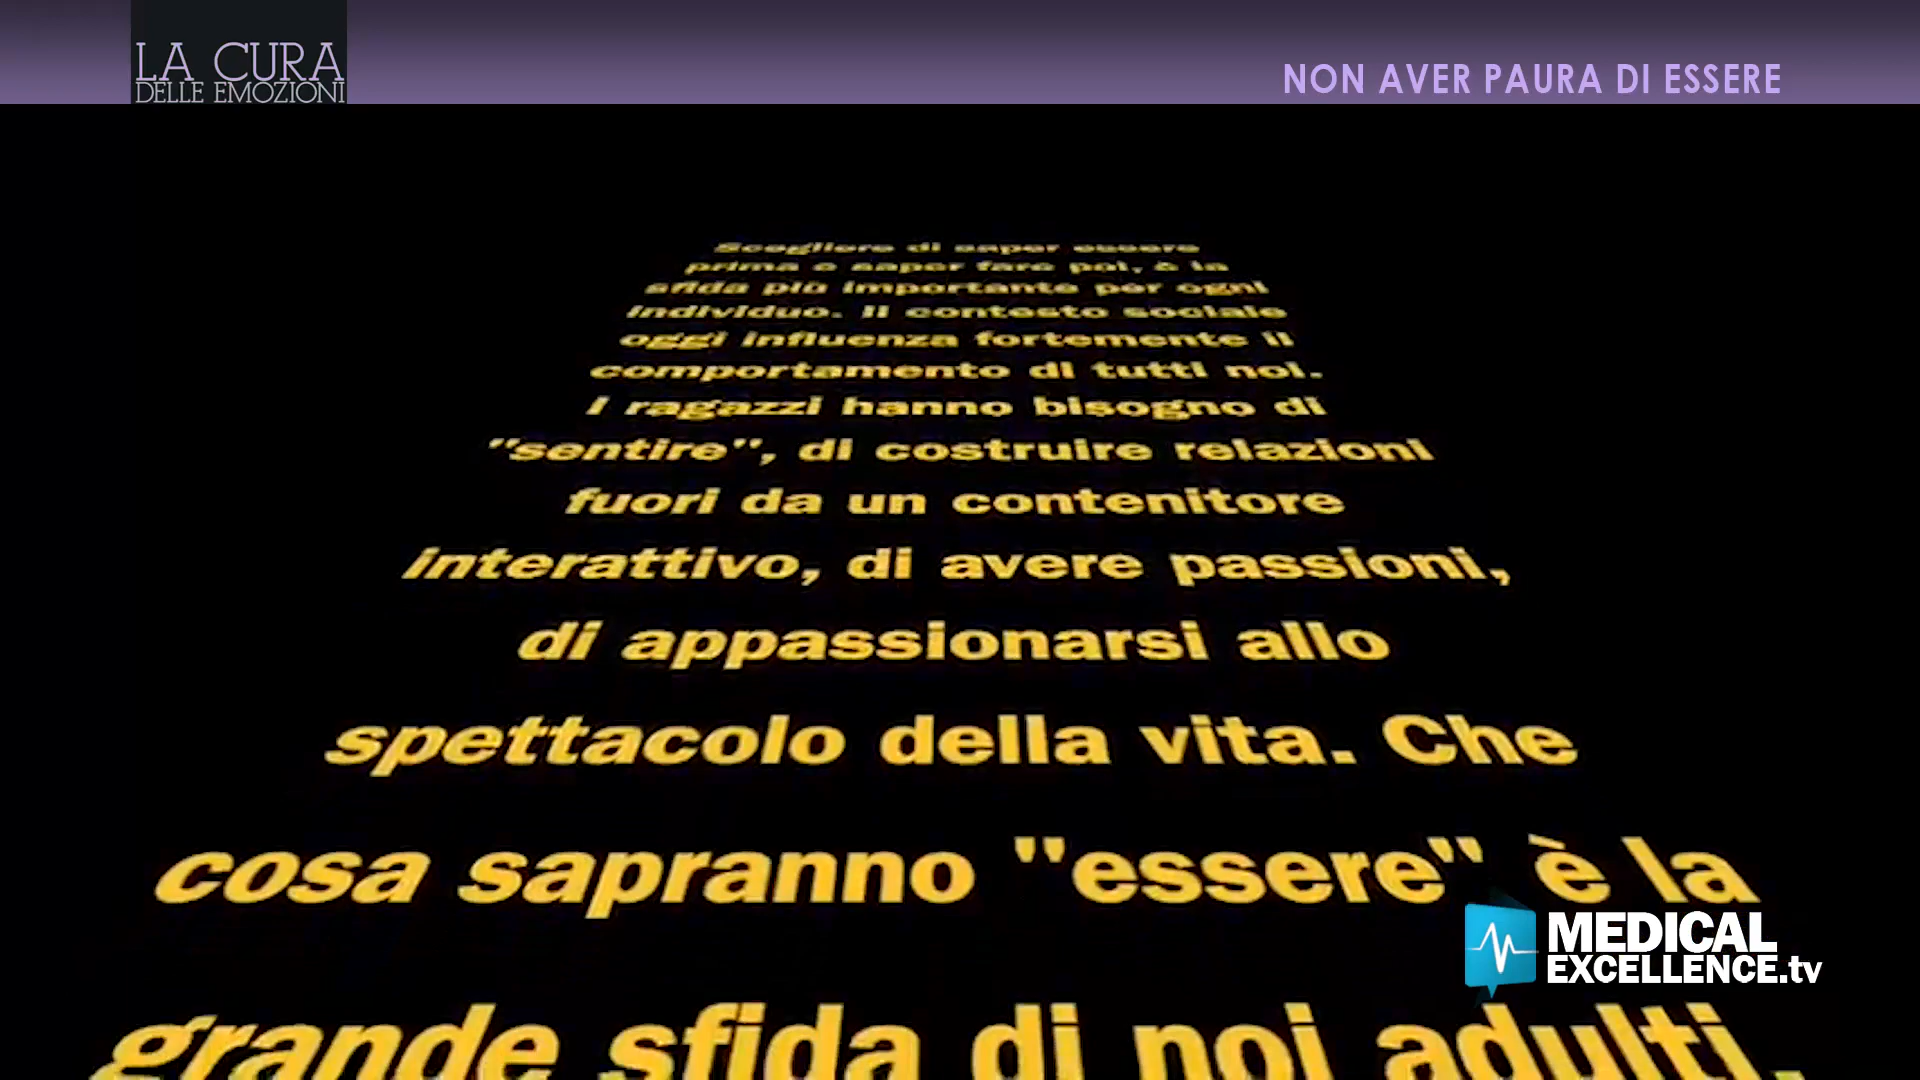 LA CURA
DELLE EMOZIONI
NON AVER PAURA DI ESSERE
Scegliere di saper essere
prima e saper fare poi, è la
sfida più importante per ogni
individuo. Il contesto sociale
oggi influenza fortemente il
comportamento di tutti noi.
I ragazzi hanno bisogno di
"sentire", di costruire relazioni
fuori da un contenitore
interattivo, di avere passioni,
di appassionarsi allo
spettacolo della vita. Che
cosa sapranno "essere" è la
grande sfida di noi adulti.
MEDICAL
EXCELLENCE.tv